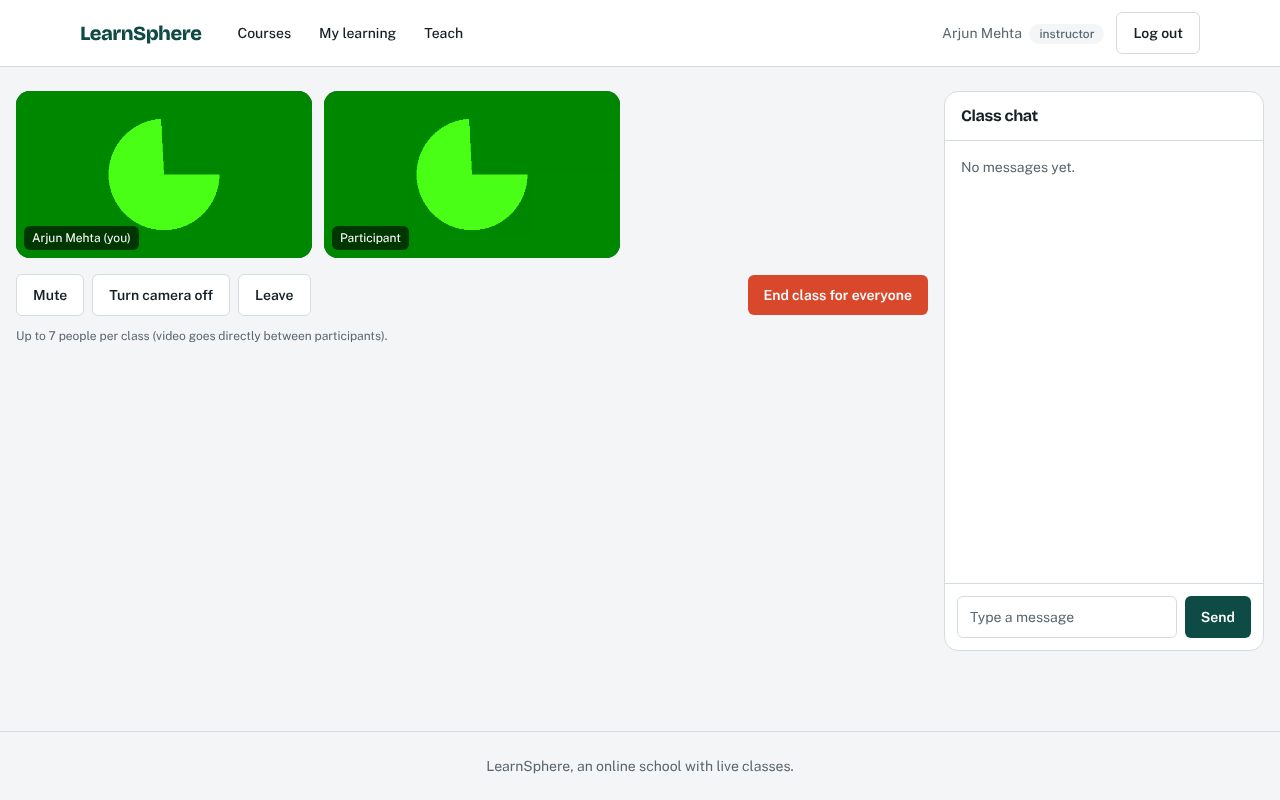 LearnSphere
Courses
My learning
Teach
Arjun Mehta
instructor
Log out
Arjun Mehta (you)
Participant
Mute
Turn camera off
Leave
End class for everyone
Up to 7 people per class (video goes directly between participants).
Class chat
No messages yet.
Type a message
Send
LearnSphere, an online school with live classes.